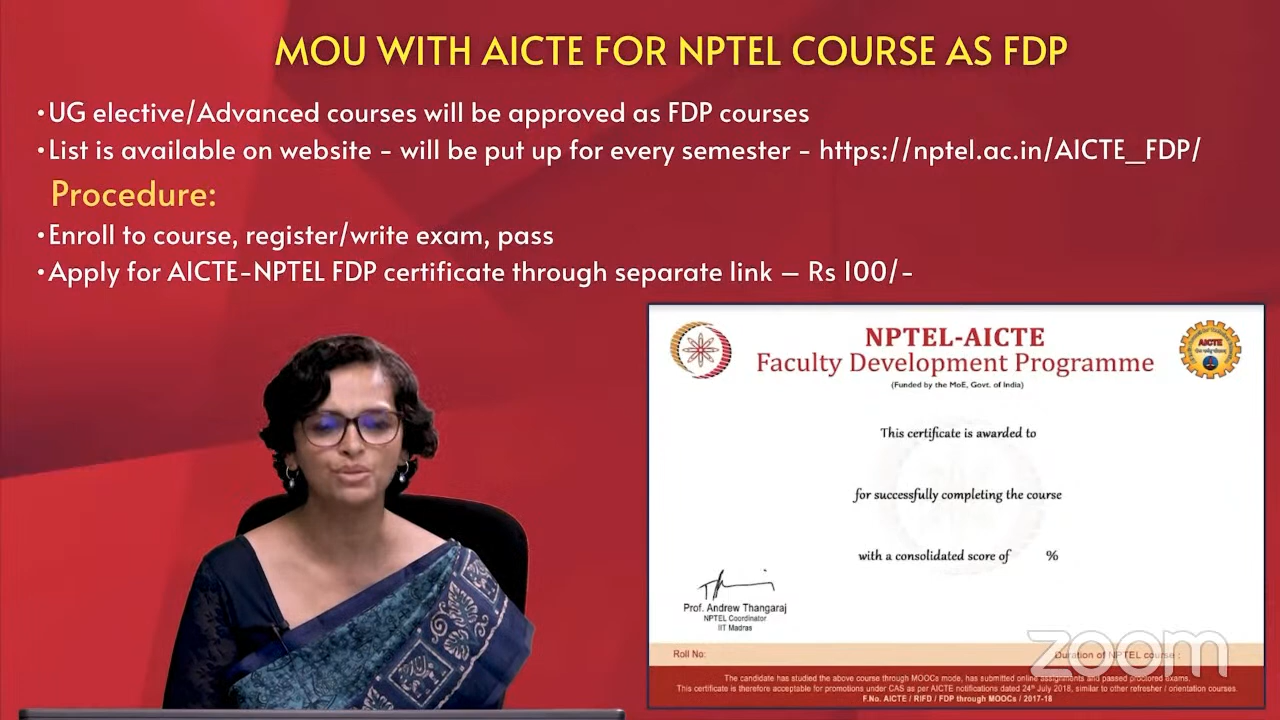 MOU WITH AICTE FOR NPTEL COURSE AS FDP
•UG elective/Advanced courses will be approved as FDP courses
•List is available on website - will be put up for every semester - https://nptel.ac.in/AICTE_FDP/
Procedure:
•Enroll to course, register/write exam, pass
•Apply for AICTE-NPTEL FDP certificate through separate link – Rs 100/-
NPTEL-AICTE
Faculty Development Programme
(Funded by the MoE, Govt. of India)
AICTE
This certificate is awarded to
for successfully completing the course
with a consolidated score of %
Prof. Andrew Thangaraj
NPTEL Coordinator
IIT Madras
Roll No:
Duration of NPTEL course :
The candidate has studied the above course through MOOCs mode, has submitted online assignments and passed proctored exams.
This certificate is therefore acceptable for promotions under CAS as per AICTE notifications dated 24th July 2018, similar to other refresher / orientation courses.
F.No. AICTE / RIFD / FDP through MOOCs / 2017-18
zoom